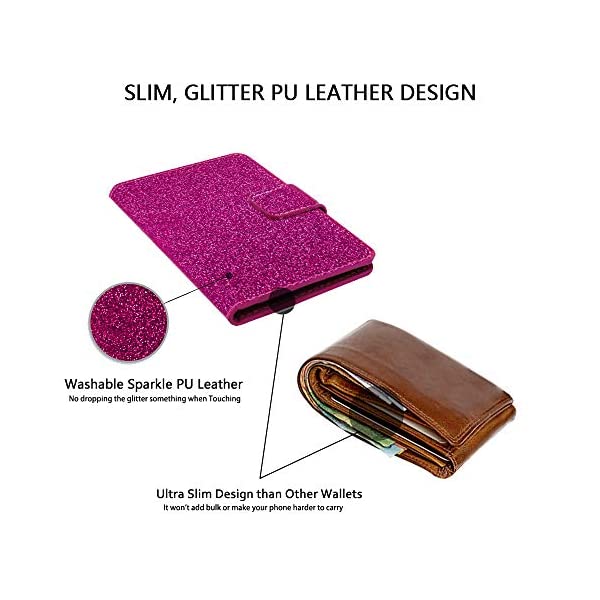 SLIM, GLITTER PU LEATHER DESIGN
Washable Sparkle PU Leather
No dropping the glitter something when Touching
Ultra Slim Design than Other Wallets
It won't add bulk or make your phone harder to carry